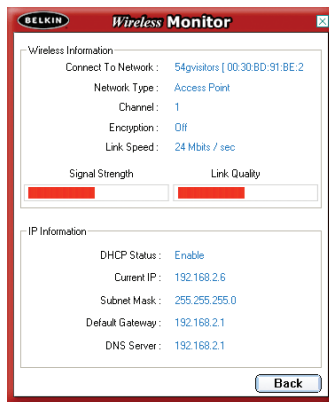 BELKIN Wireless Monitor
Wireless Information
Connect To Network : 54gvisitors [ 00:30:BD:91:BE:2
Network Type : Access Point
Channel : 1
Encryption : Off
Link Speed : 24 Mbits / sec
Signal Strength Link Quality
IP Information
DHCP Status : Enable
Current IP : 192.168.2.6
Subnet Mask : 255.255.255.0
Default Gateway : 192.168.2.1
DNS Server : 192.168.2.1
Back